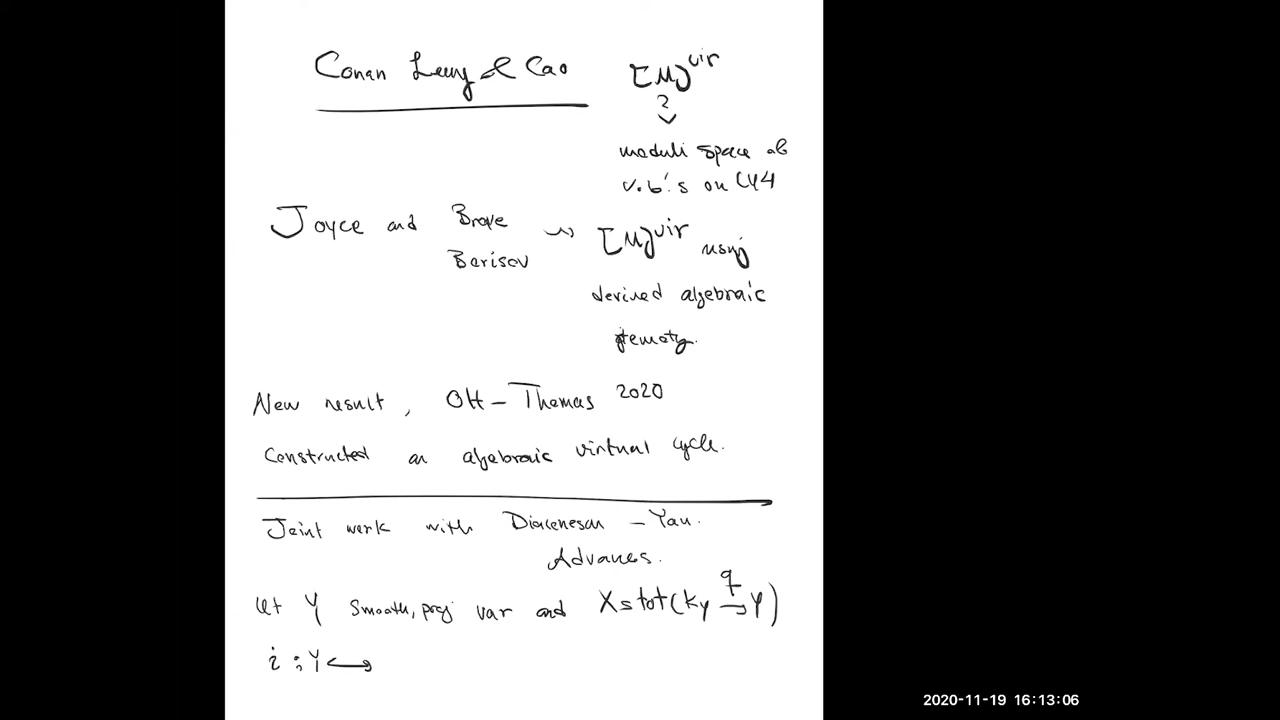 Conan Leung & Cao [M]^vir
?
moduli space of
v.b.'s on CY4
Joyce and Brave ⇝ [M]^vir using
Borisov
derived algebraic
geometry.
New result, OH - Thomas 2020
Constructed an algebraic virtual cycle.
Joint work with Diaconescu - Yau.
Advances.
let Y smooth, proj var and X = tot(K_Y \xrightarrow{q} Y)
i : Y ↪
2020-11-19 16:13:06